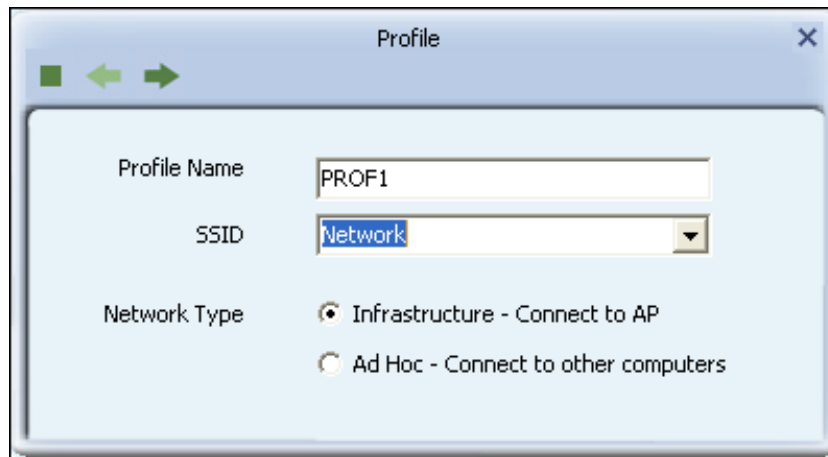 Profile
Profile Name
PROF1
SSID
Network
Network Type
Infrastructure - Connect to AP
Ad Hoc - Connect to other computers